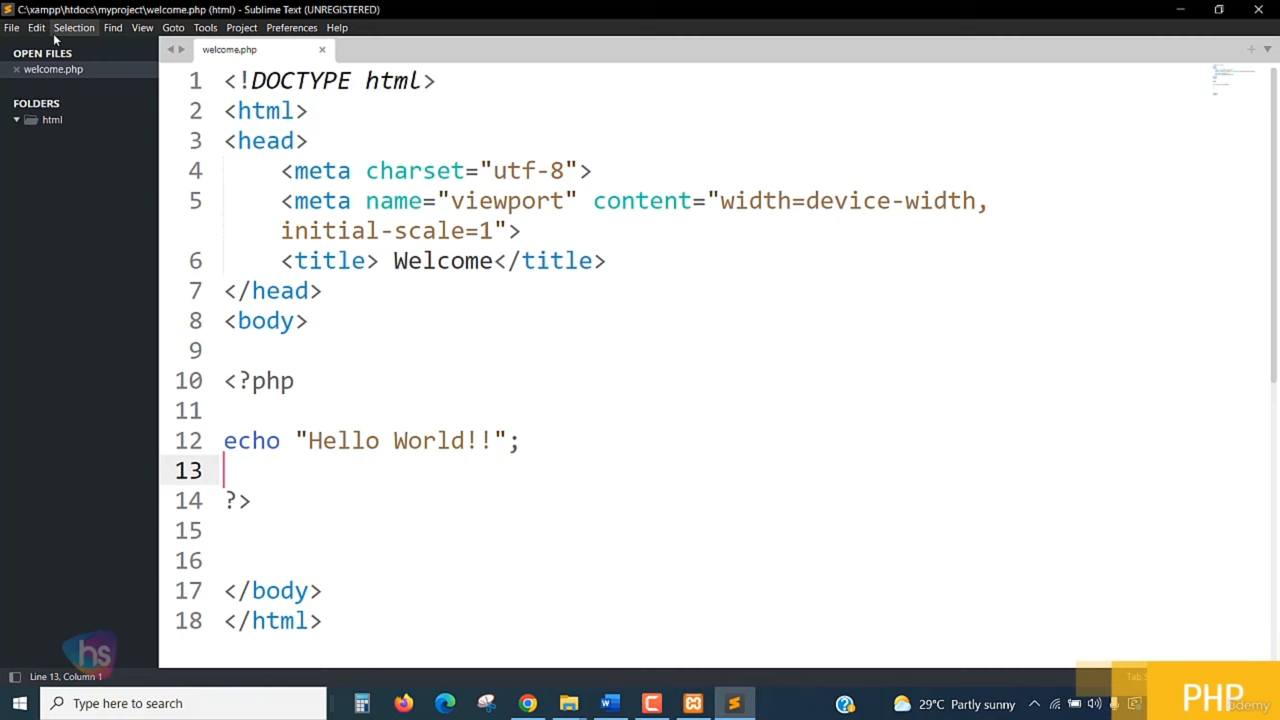 C:\xampp\htdocs\myproject\welcome.php (html) - Sublime Text (UNREGISTERED)
File Edit Selection Find View Goto Tools Project Preferences Help
OPEN FILES
welcome.php
FOLDERS
html
welcome.php
1 <!DOCTYPE html>
2 <html>
3 <head>
4 <meta charset="utf-8">
5 <meta name="viewport" content="width=device-width,
initial-scale=1">
6 <title> Welcome</title>
7 </head>
8 <body>
9
10 <?php
11
12 echo "Hello World!!";
13
14 ?>
15
16
17 </body>
18 </html>
hs
Line 13, Column 1
Type here to search
29°C Partly sunny
PHP
Udemy